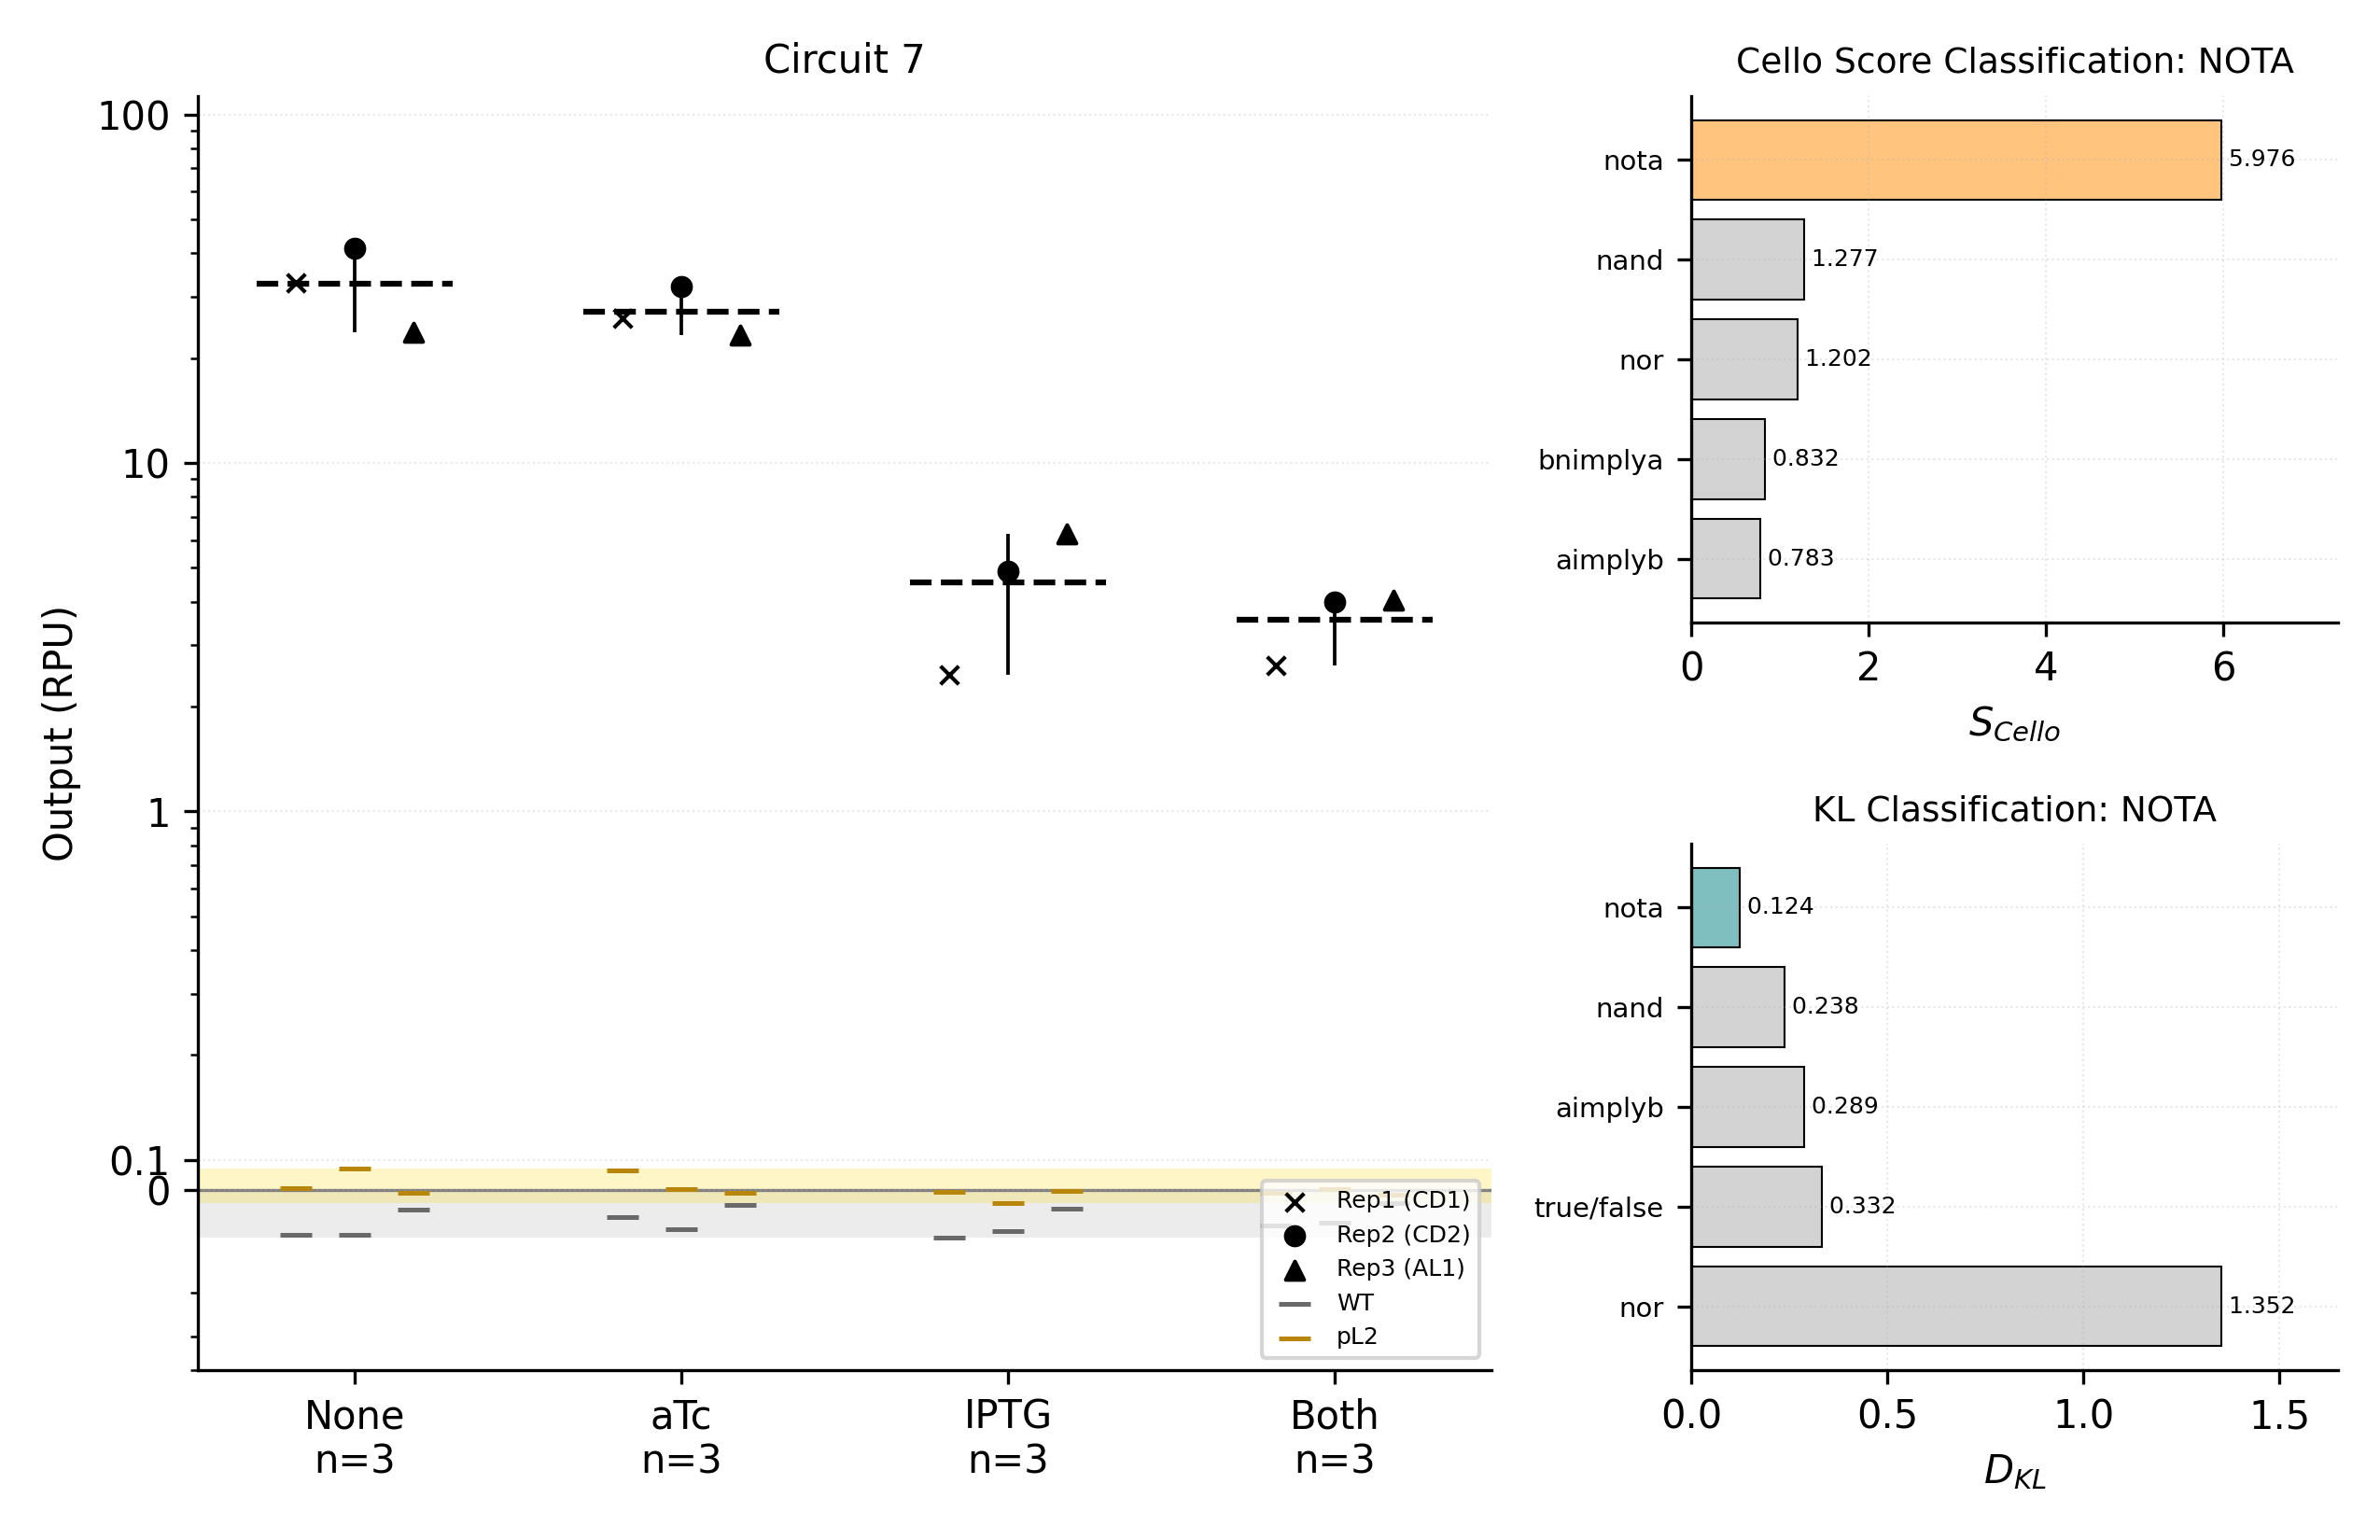 Circuit 7
Output (RPU)
100
10
1
0.1
0
None
n=3
aTc
n=3
IPTG
n=3
Both
n=3
Rep1 (CD1)
Rep2 (CD2)
Rep3 (AL1)
WT
pL2
Cello Score Classification: NOTA
nota
5.976
nand
1.277
nor
1.202
bnimplya
0.832
aimplyb
0.783
0 2 4 6
S_Cello
KL Classification: NOTA
nota
0.124
nand
0.238
aimplyb
0.289
true/false
0.332
nor
1.352
0.0 0.5 1.0 1.5
D_KL